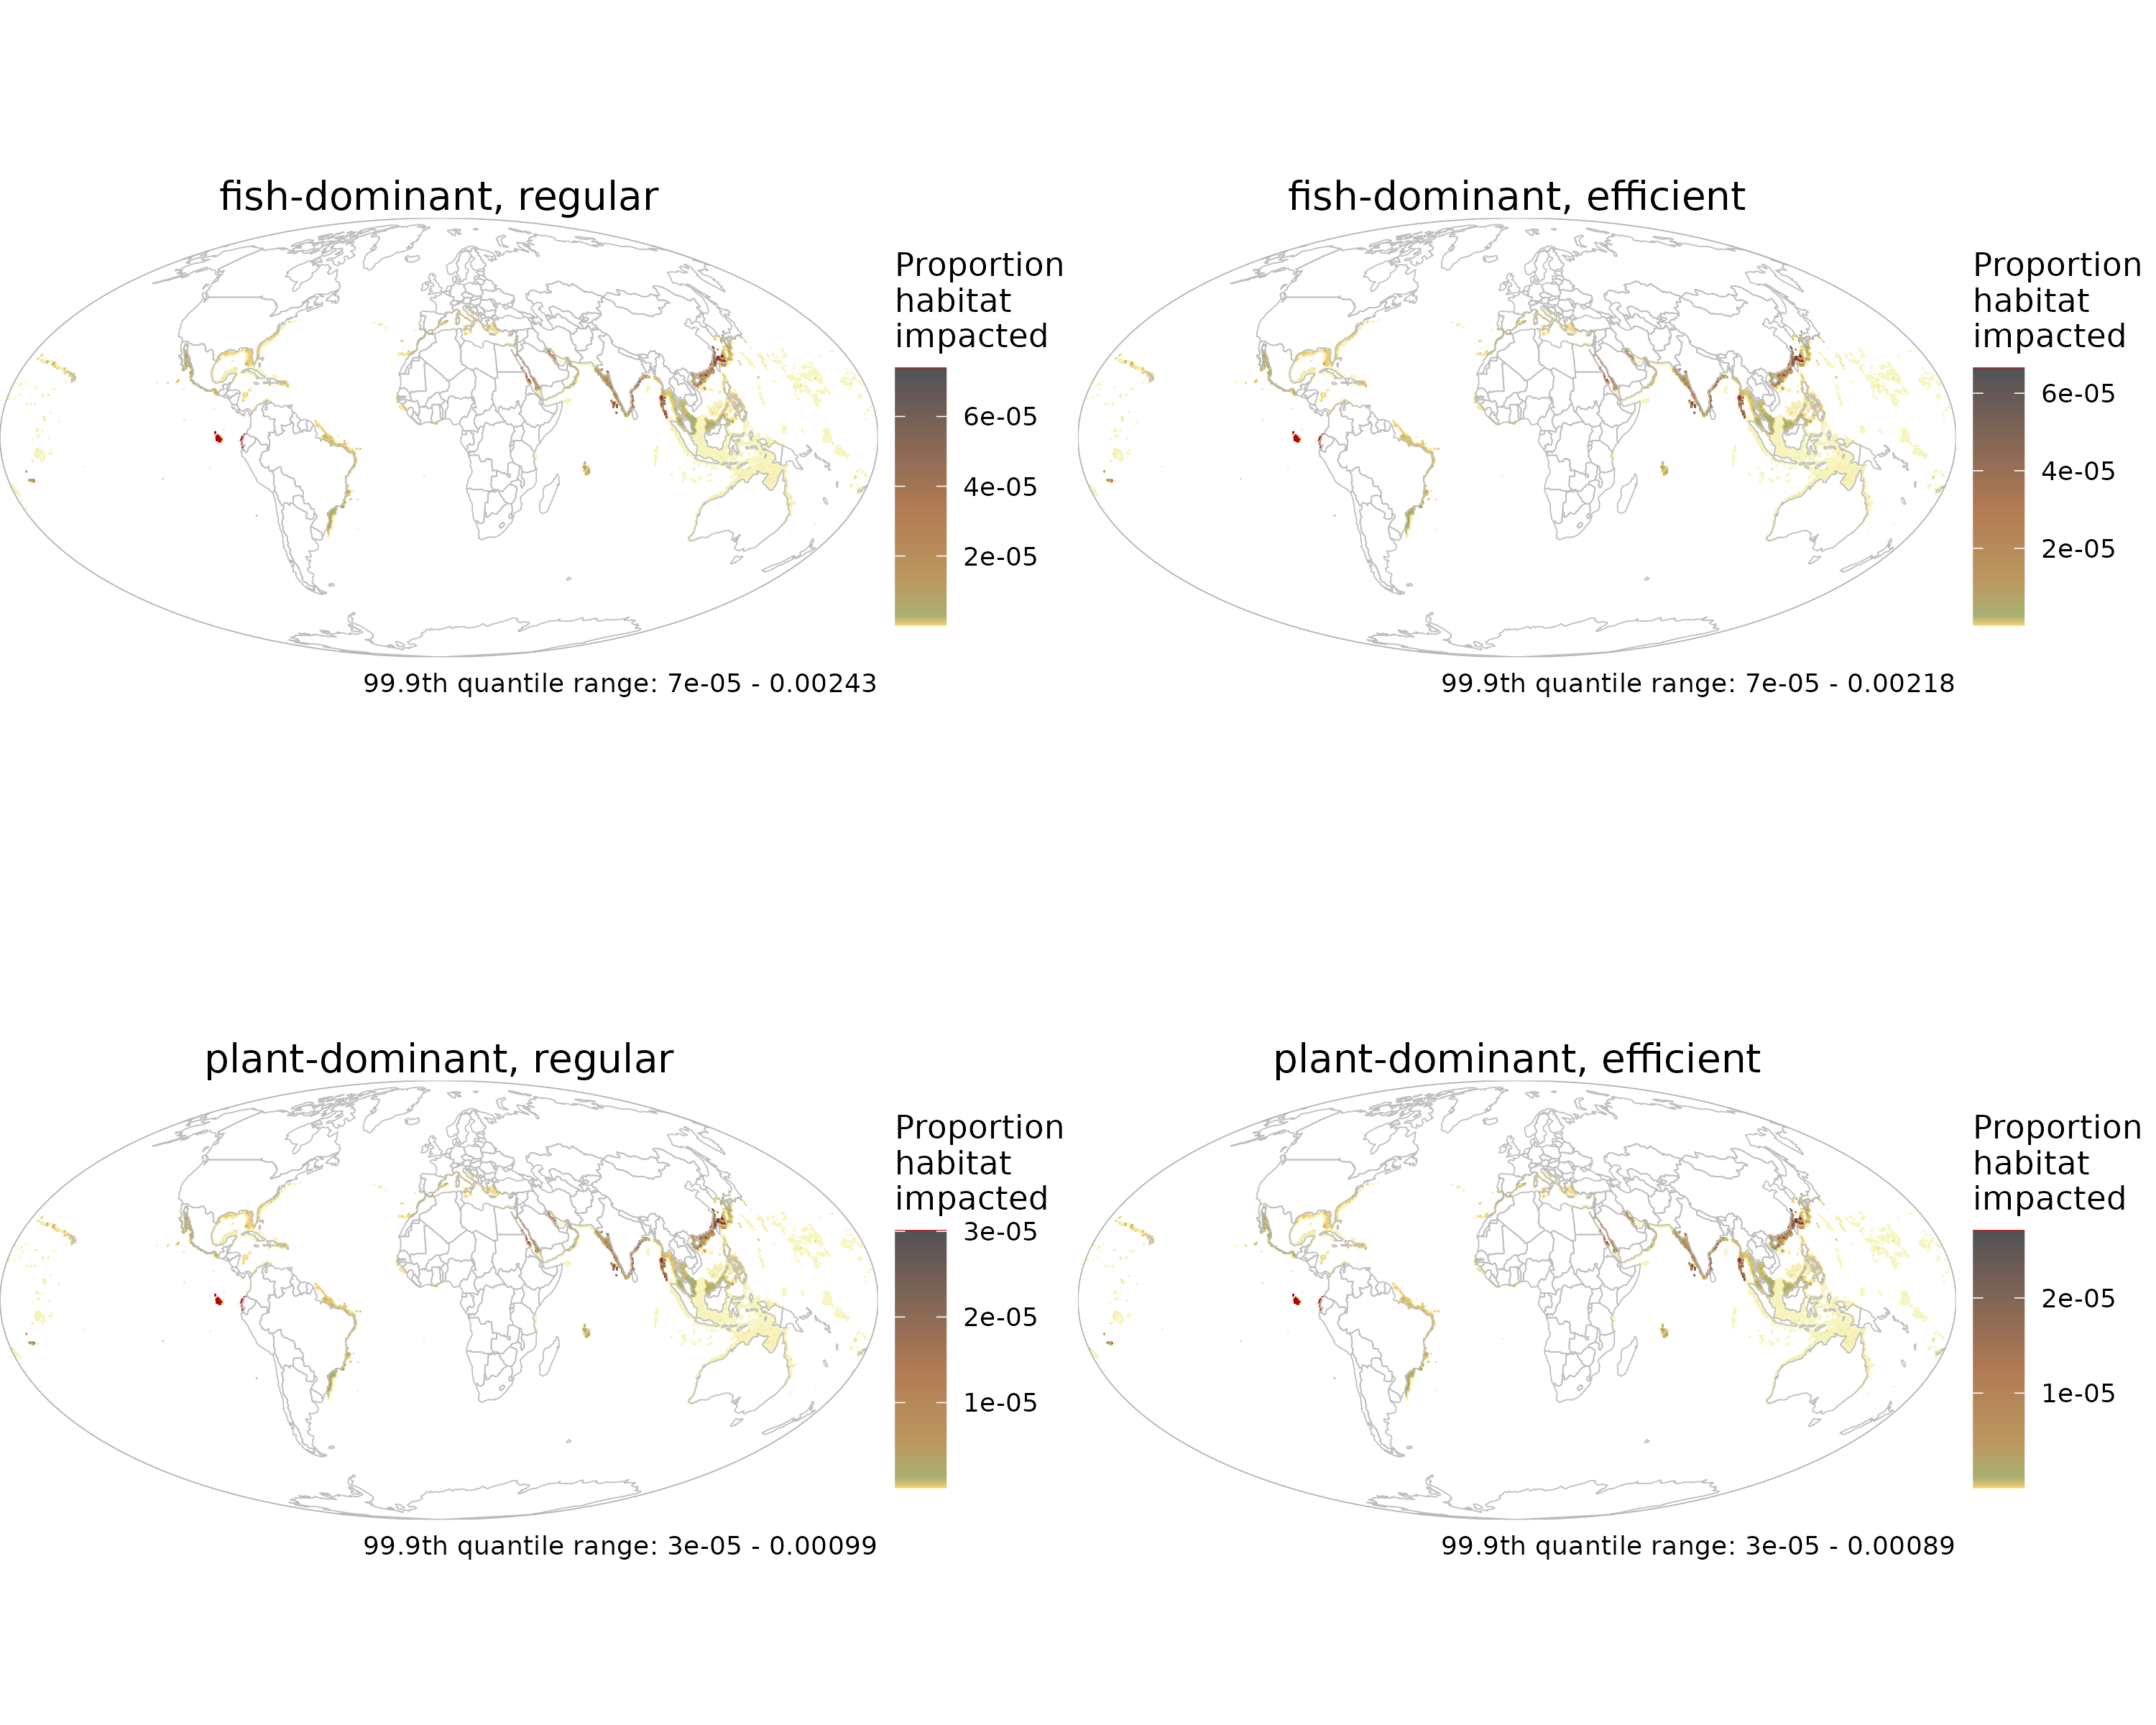 fish-dominant, regular
Proportion
habitat
impacted
6e-05
4e-05
2e-05
99.9th quantile range: 7e-05 - 0.00243
fish-dominant, efficient
Proportion
habitat
impacted
6e-05
4e-05
2e-05
99.9th quantile range: 7e-05 - 0.00218
plant-dominant, regular
Proportion
habitat
impacted
3e-05
2e-05
1e-05
99.9th quantile range: 3e-05 - 0.00099
plant-dominant, efficient
Proportion
habitat
impacted
2e-05
1e-05
99.9th quantile range: 3e-05 - 0.00089